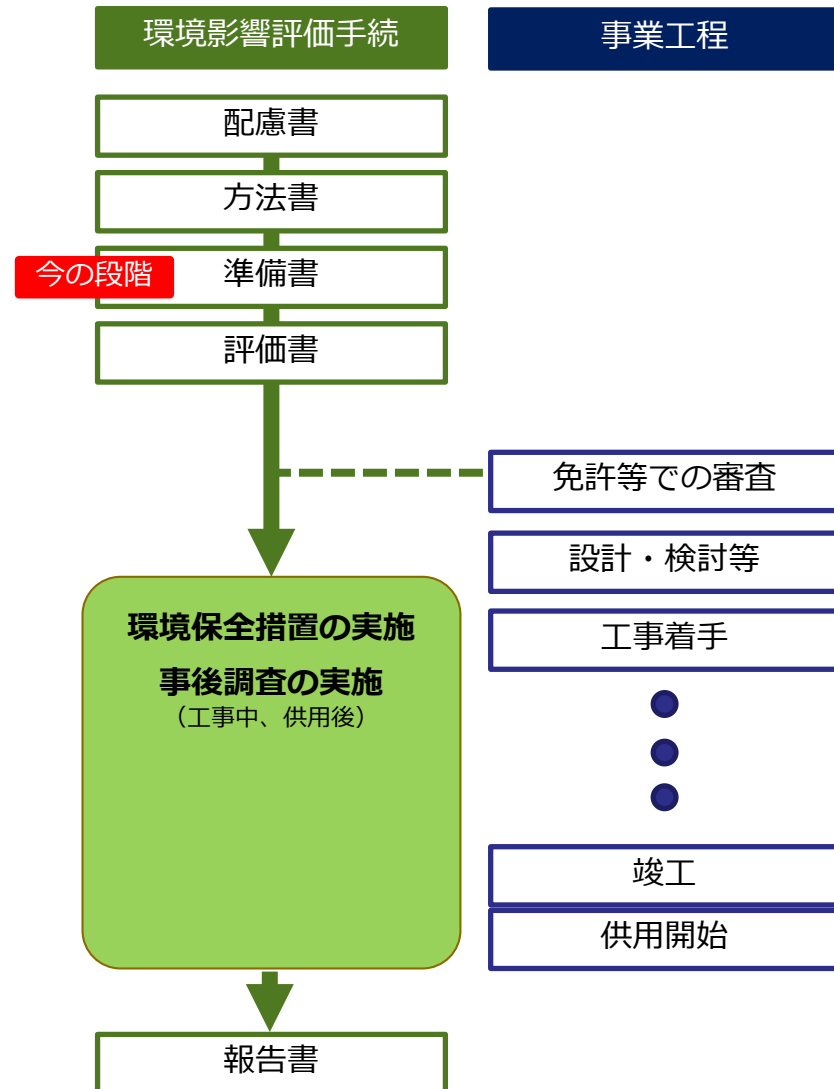 環境影響評価手続
事業工程
配慮書
方法書
今の段階
準備書
評価書
免許等での審査
設計・検討等
工事着手
環境保全措置の実施
事後調査の実施
（工事中、供用後）
竣工
供用開始
報告書